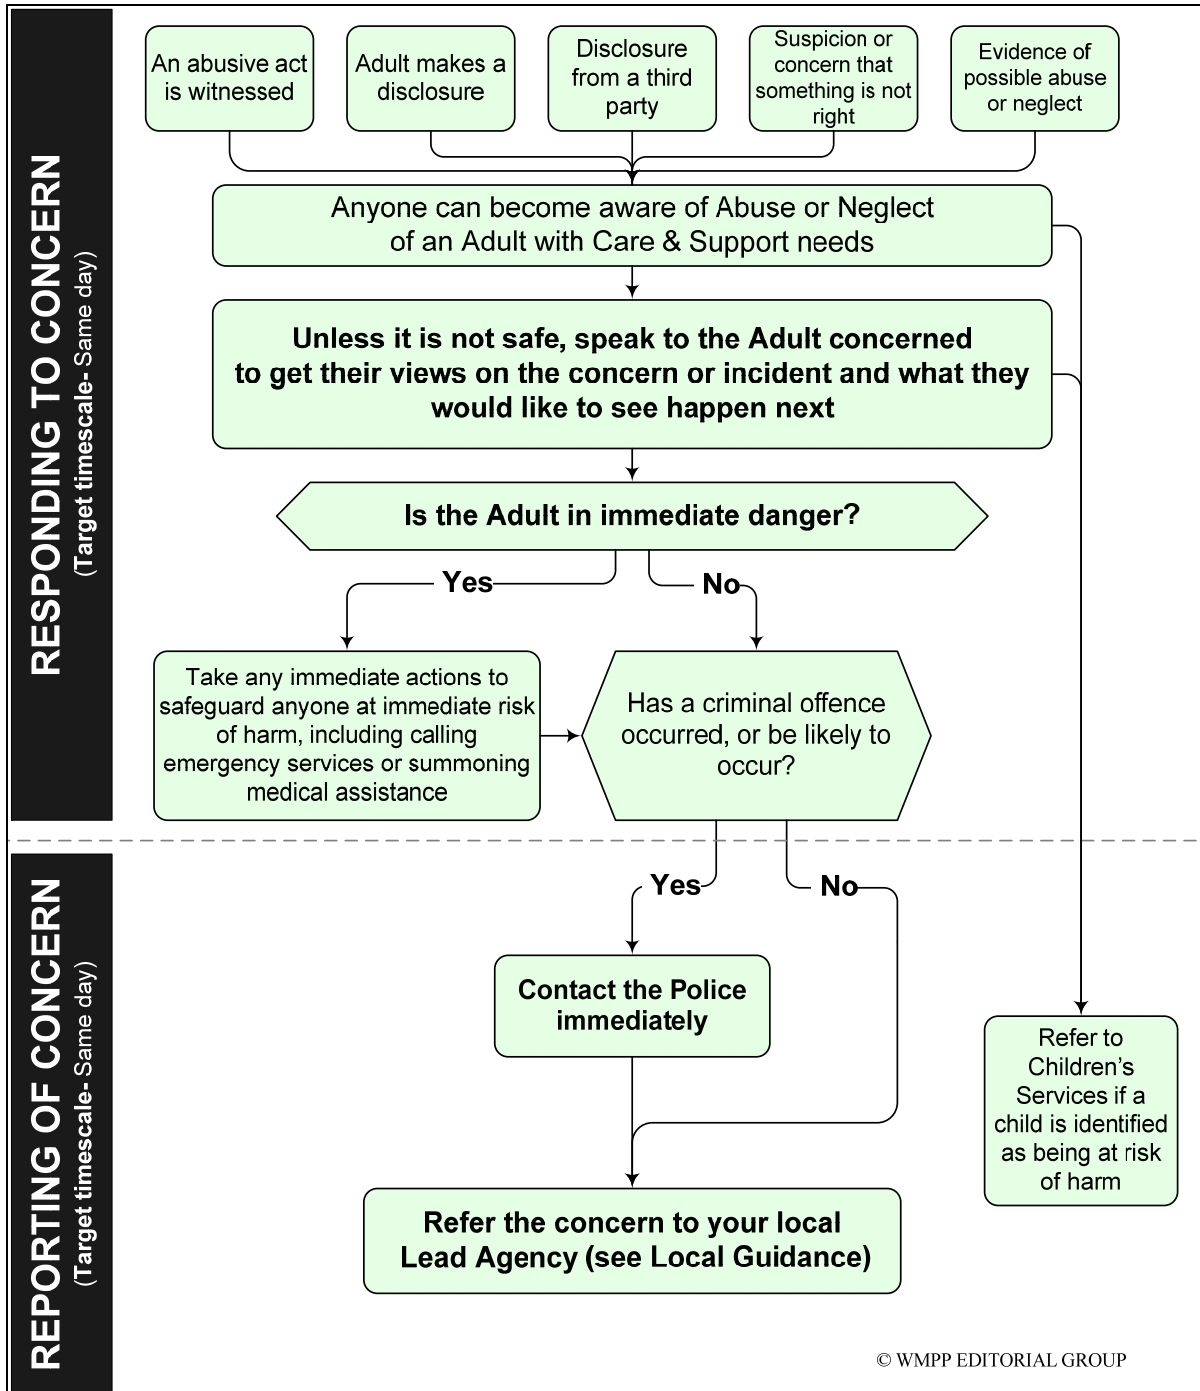 RESPONDING TO CONCERN
(Target timescale- Same day)
An abusive act
is witnessed
Adult makes a
disclosure
Disclosure
from a third
party
Suspicion or
concern that
something is not
right
Evidence of
possible abuse
or neglect
Anyone can become aware of Abuse or Neglect
of an Adult with Care & Support needs
Unless it is not safe, speak to the Adult concerned
to get their views on the concern or incident and what they
would like to see happen next
Is the Adult in immediate danger?
Yes
No
Take any immediate actions to
safeguard anyone at immediate risk
of harm, including calling
emergency services or summoning
medical assistance
Has a criminal offence
occurred, or be likely to
occur?
REPORTING OF CONCERN
(Target timescale- Same day)
Yes
No
Contact the Police
immediately
Refer to
Children's
Services if a
child is identified
as being at risk
of harm
Refer the concern to your local
Lead Agency (see Local Guidance)
© WMPP EDITORIAL GROUP